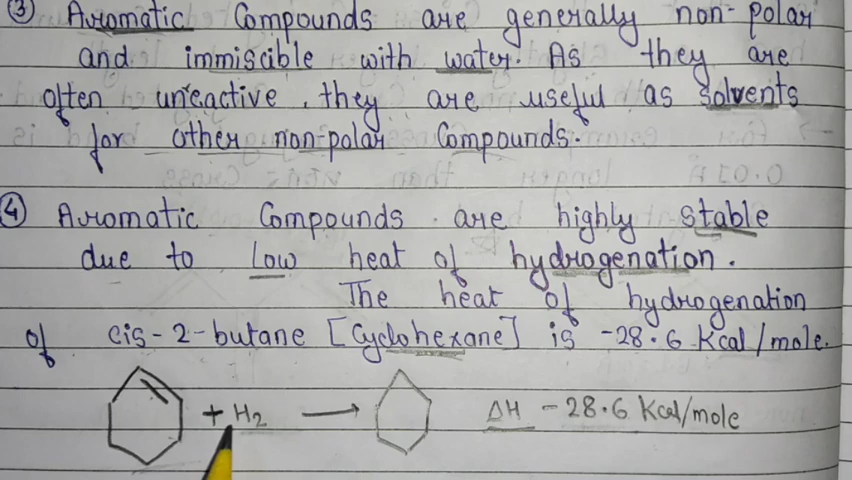 ③ Aromatic Compounds are generally non-polar
and immiscible with water. As they are
often unreactive, they are useful as solvents
for other non-polar Compounds.
④ Aromatic Compounds are highly stable
due to low heat of hydrogenation.
The heat of hydrogenation
of cis-2-butane [Cyclohexane] is -28.6 Kcal/mole.
+ H₂ → ΔH -28.6 Kcal/mole